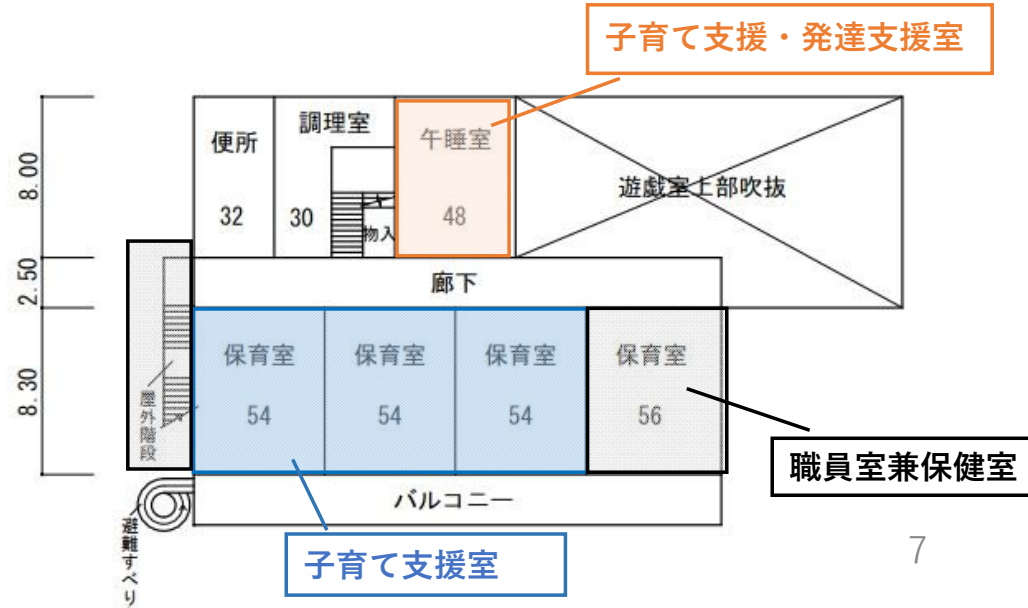 子育て支援・発達支援室
8.00
2.50
8.30
便所
32
調理室
30
物入
午睡室
48
遊戯室上部吹抜
廊下
屋外階段
保育室
54
保育室
54
保育室
54
保育室
56
職員室兼保健室
バルコニー
避難すべり
子育て支援室
7